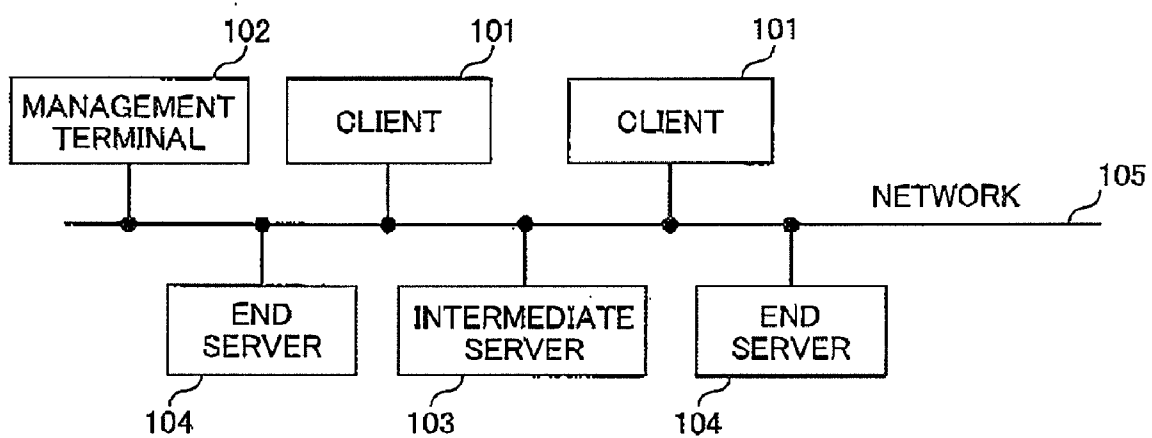 102
101
101
MANAGEMENT
TERMINAL
CLIENT
CLIENT
NETWORK
105
END
SERVER
INTERMEDIATE
SERVER
END
SERVER
104
103
104